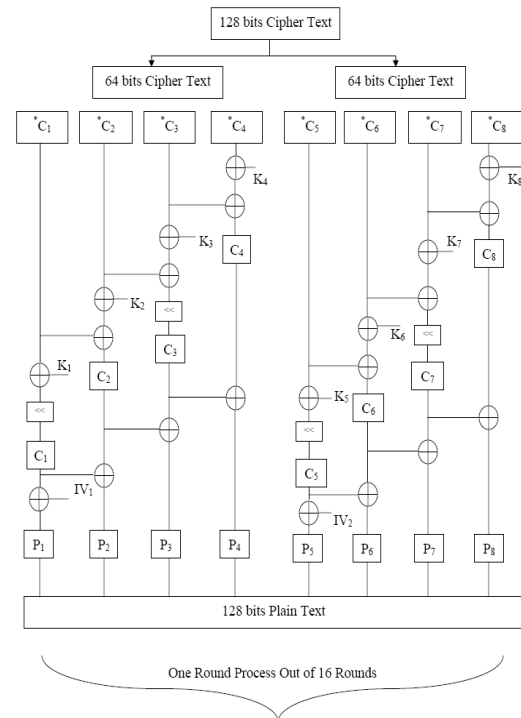 128 bits Cipher Text
64 bits Cipher Text 64 bits Cipher Text
*C₁ *C₂ *C₃ *C₄ *C₅ *C₆ *C₇ *C₈
K₄ K₈
K₃ C₄ K₇ C₈
K₂ << K₆ <<
C₃
K₁ C₂ K₅ C₇
<< C₆
<<
C₁ C₅
IV₁ IV₂
P₁ P₂ P₃ P₄ P₅ P₆ P₇ P₈
128 bits Plain Text
One Round Process Out of 16 Rounds